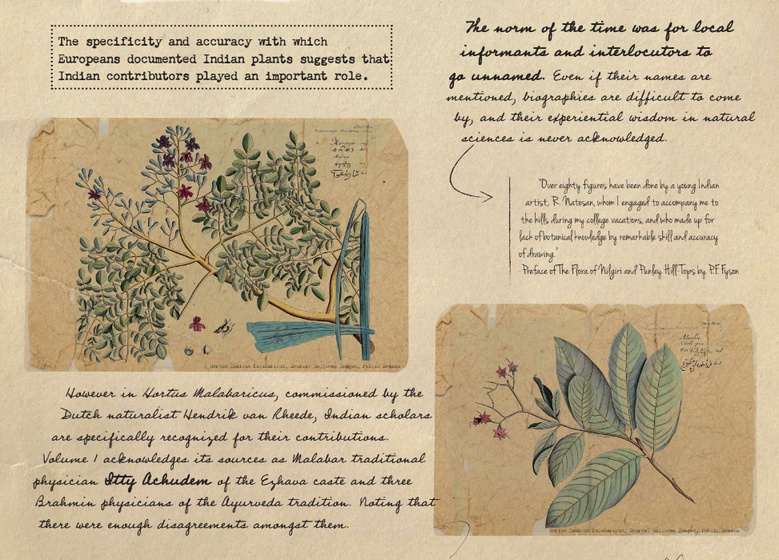 The specificity and accuracy with which
Europeans documented Indian plants suggests that
Indian contributors played an important role.
The norm of the time was for local
informants and interlocutors to
go unnamed. Even if their names are
mentioned, biographies are difficult to come
by, and their experiential wisdom in natural
sciences is never acknowledged.
"Over eighty figures have been done by a young Indian
artist, R. Natesan, whom I engaged to accompany me to
the hills during my college vacations, and who made up for
lack of botanical knowledge by remarkable skill and accuracy
of drawing."
- Preface of The Flora of Nilgiri and Pulney Hill-Tops by P.F. Fyson
However in Hortus Malabaricus, commissioned by the
Dutch naturalist Hendrik van Rheede, Indian scholars
are specifically recognized for their contributions.
Volume 1 acknowledges its sources as Malabar traditional
physician Itty Achudem of the Ezhava caste and three
Brahmin physicians of the Ayurveda tradition. Noting that
there were enough disagreements amongst them.